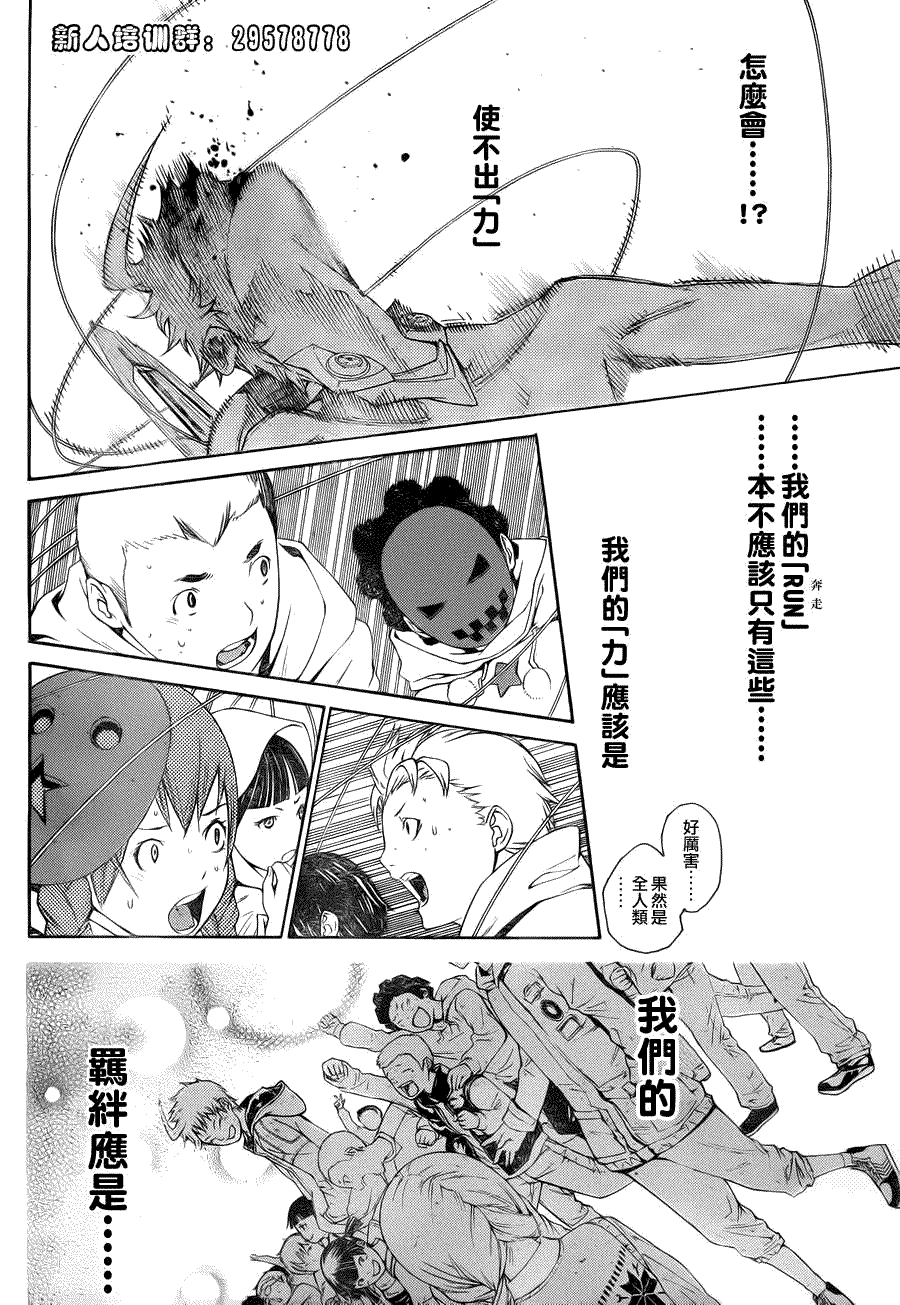 新人培训群：29578778
怎麼會……!?
使不出「力」
……我們的「RUN」
奔走
……本不應該只有這些……
我們的「力」應該是
好厲害…
果然是
全人類
……
我們的
羈絆應是……